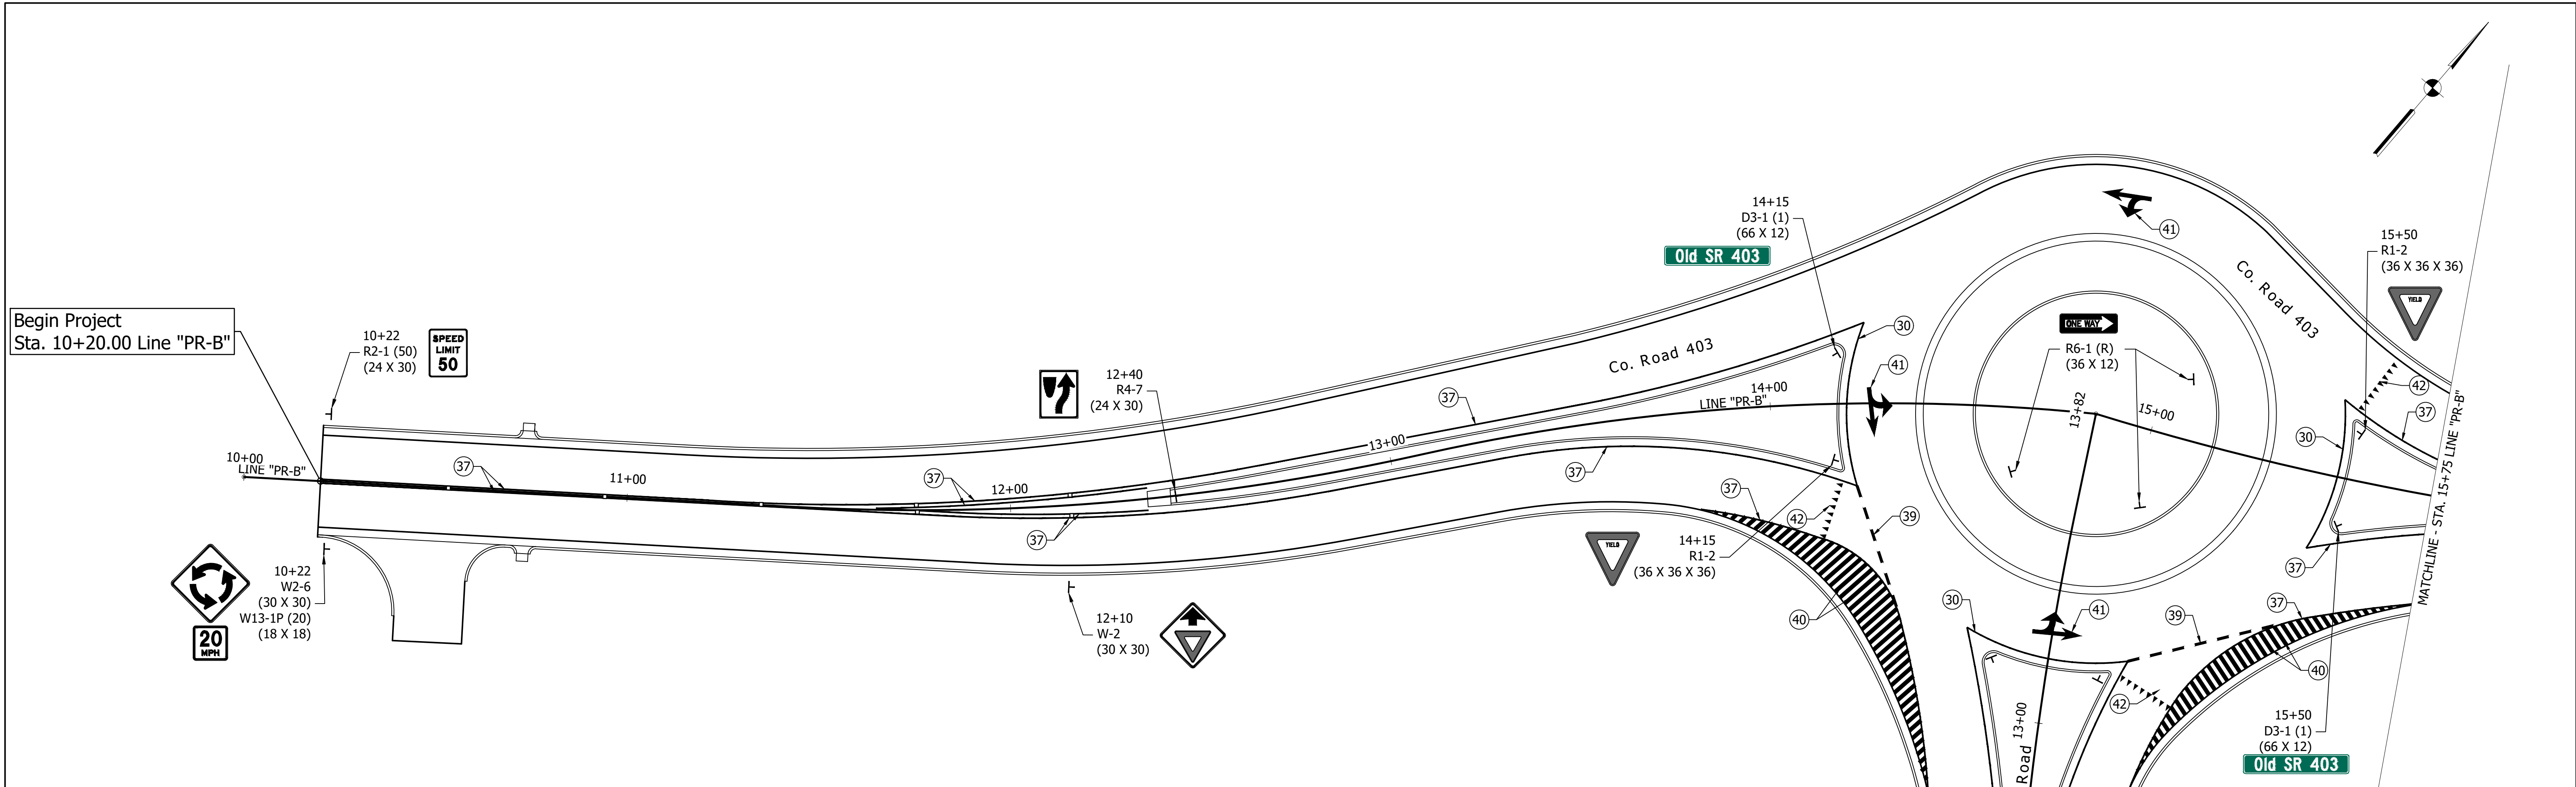 Begin Project
Sta. 10+20.00 Line "PR-B"
10+22
R2-1 (50)
(24 X 30)
SPEED
LIMIT
50
10+00
LINE "PR-B"
37
11+00
37
12+00
37
10+22
W2-6
(30 X 30)
W13-1P (20)
(18 X 18)
20
MPH
12+40
R4-7
(24 X 30)
12+10
W-2
(30 X 30)
13+00
37
37
Co. Road 403
LINE "PR-B"
14+00
14+15
D3-1 (1)
(66 X 12)
Old SR 403
30
41
37
42
39
14+15
R1-2
(36 X 36 X 36)
YIELD
40
41
ONE WAY
R6-1 (R)
(36 X 12)
13+82
15+00
Co. Road 403
15+50
R1-2
(36 X 36 X 36)
YIELD
42
37
30
37
MATCHLINE - STA. 15+75 LINE "PR-B"
30
41
39
37
40
42
Road 13+00
15+50
D3-1 (1)
(66 X 12)
Old SR 403